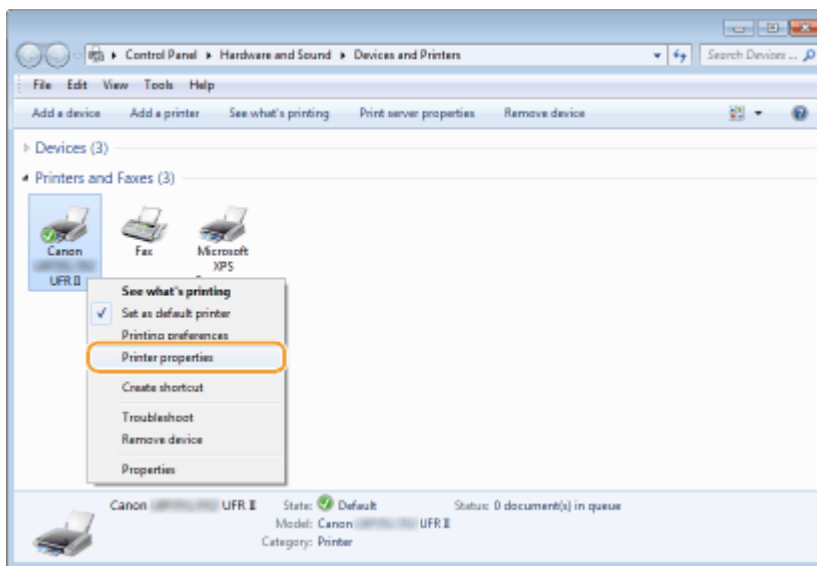 Control Panel ▸ Hardware and Sound ▸ Devices and Printers
Search Devices ...
File Edit View Tools Help
Add a device Add a printer See what's printing Print server properties Remove device
Devices (3)
Printers and Faxes (3)
Canon
UFR II
Fax
Microsoft
XPS
See what's printing
Set as default printer
Printing preferences
Printer properties
Create shortcut
Troubleshoot
Remove device
Properties
Canon UFR II State: Default Status: 0 document(s) in queue
Model: Canon UFR II
Category: Printer